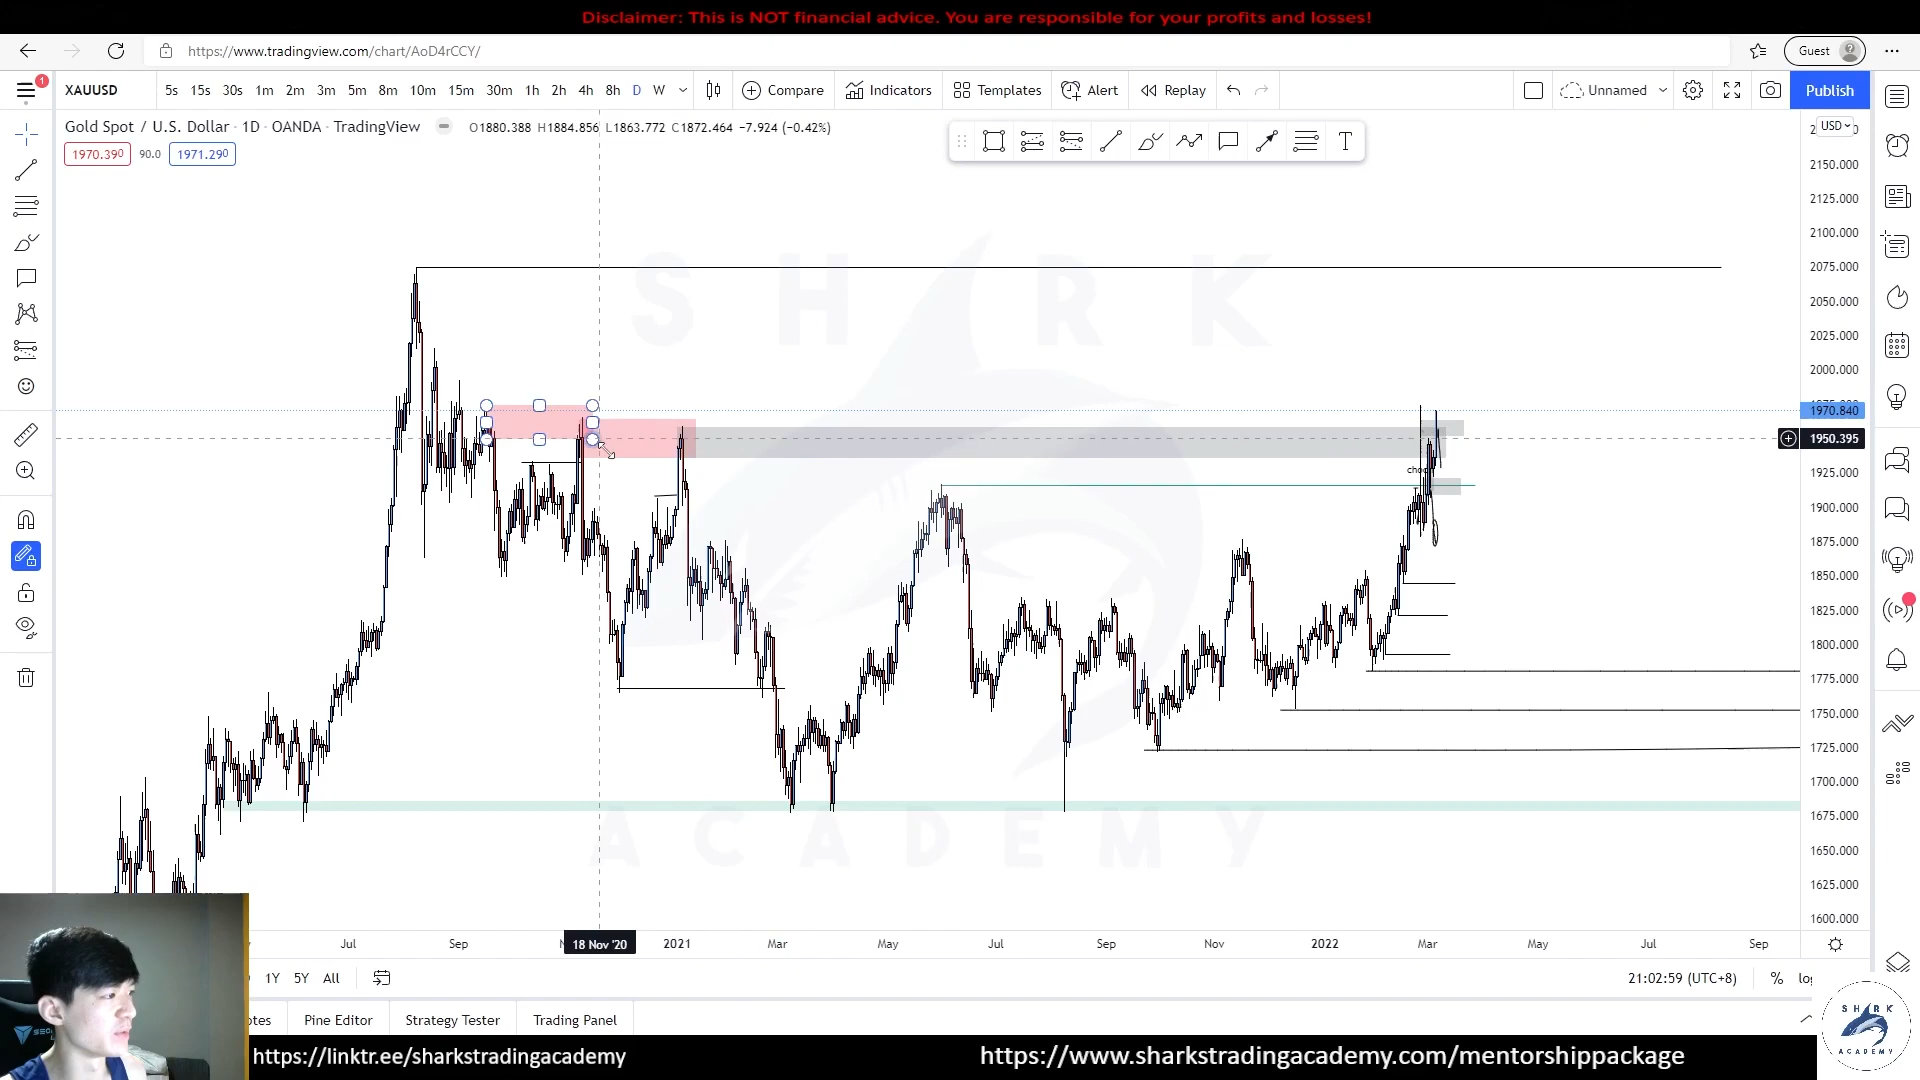 Disclaimer: This is NOT financial advice. You are responsible for your profits and losses!
https://www.tradingview.com/chart/AoD4rCCY/
Guest
1
XAUUSD 5s 15s 30s 1m 2m 3m 5m 8m 10m 15m 30m 1h 2h 4h 8h D W Compare Indicators Templates Alert Replay Unnamed Publish
Gold Spot / U.S. Dollar · 1D · OANDA · TradingView O1880.388 H1884.856 L1863.772 C1872.464 −7.924 (−0.42%)
1970.390 90.0 1971.290
T
USD
2150.000
2125.000
2100.000
2075.000
2050.000
2025.000
2000.000
1970.840
1950.395
1925.000
1900.000
1875.000
1850.000
1825.000
1800.000
1775.000
1750.000
1725.000
1700.000
1675.000
1650.000
1625.000
1600.000
SHARK
ACADEMY
Jul Sep 18 Nov '20 2021 Mar May Jul Sep Nov 2022 Mar May Jul Sep
1Y 5Y All
21:02:59 (UTC+8) %
Pine Editor Strategy Tester Trading Panel
SHARK
ACADEMY
https://linktr.ee/sharkstradingacademy
https://www.sharkstradingacademy.com/mentorshippackage